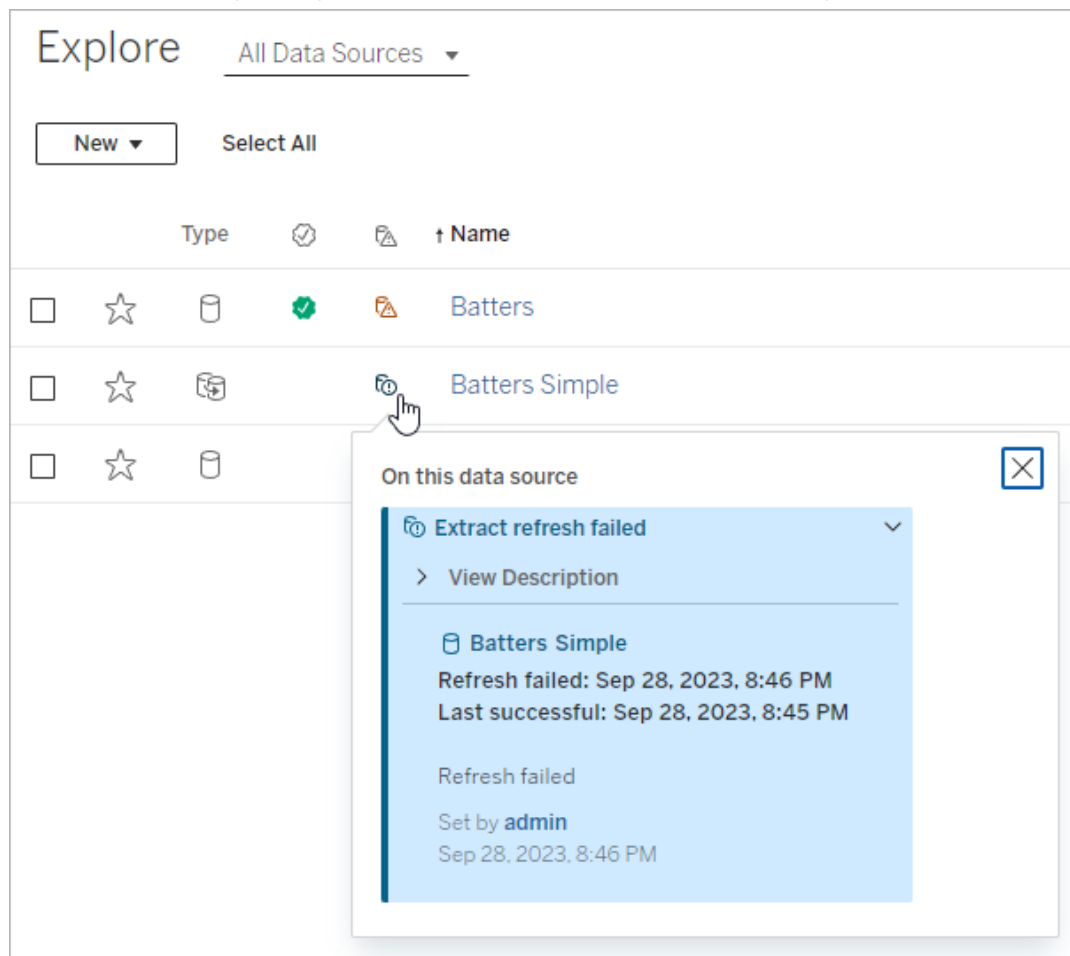 Explore All Data Sources
New Select All
Type Name
Batters
Batters Simple
On this data source
Extract refresh failed
View Description
Batters Simple
Refresh failed: Sep 28, 2023, 8:46 PM
Last successful: Sep 28, 2023, 8:45 PM
Refresh failed
Set by admin
Sep 28, 2023, 8:46 PM